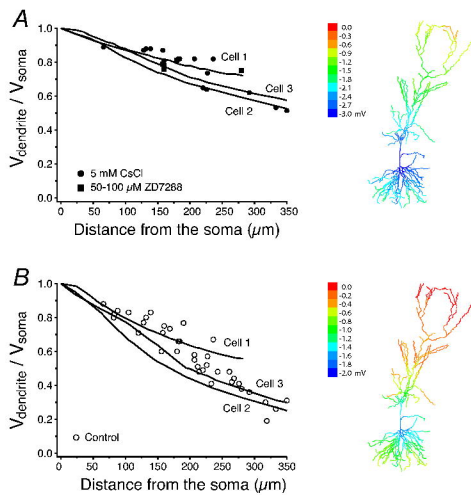 A
V_dendrite / V_soma
1.0
0.8
0.6
0.4
0.2
0.0
Cell 1
Cell 3
Cell 2
● 5 mM CsCl
■ 50-100 µM ZD7288
0 50 100 150 200 250 300 350
Distance from the soma (µm)
0.0
-0.3
-0.6
-0.9
-1.2
-1.5
-1.8
-2.1
-2.4
-2.7
-3.0 mV
B
V_dendrite / V_soma
1.0
0.8
0.6
0.4
0.2
0.0
Cell 1
Cell 3
Cell 2
○ Control
0 50 100 150 200 250 300 350
Distance from the soma (µm)
0.0
-0.2
-0.4
-0.6
-0.8
-1.0
-1.2
-1.4
-1.6
-1.8
-2.0 mV